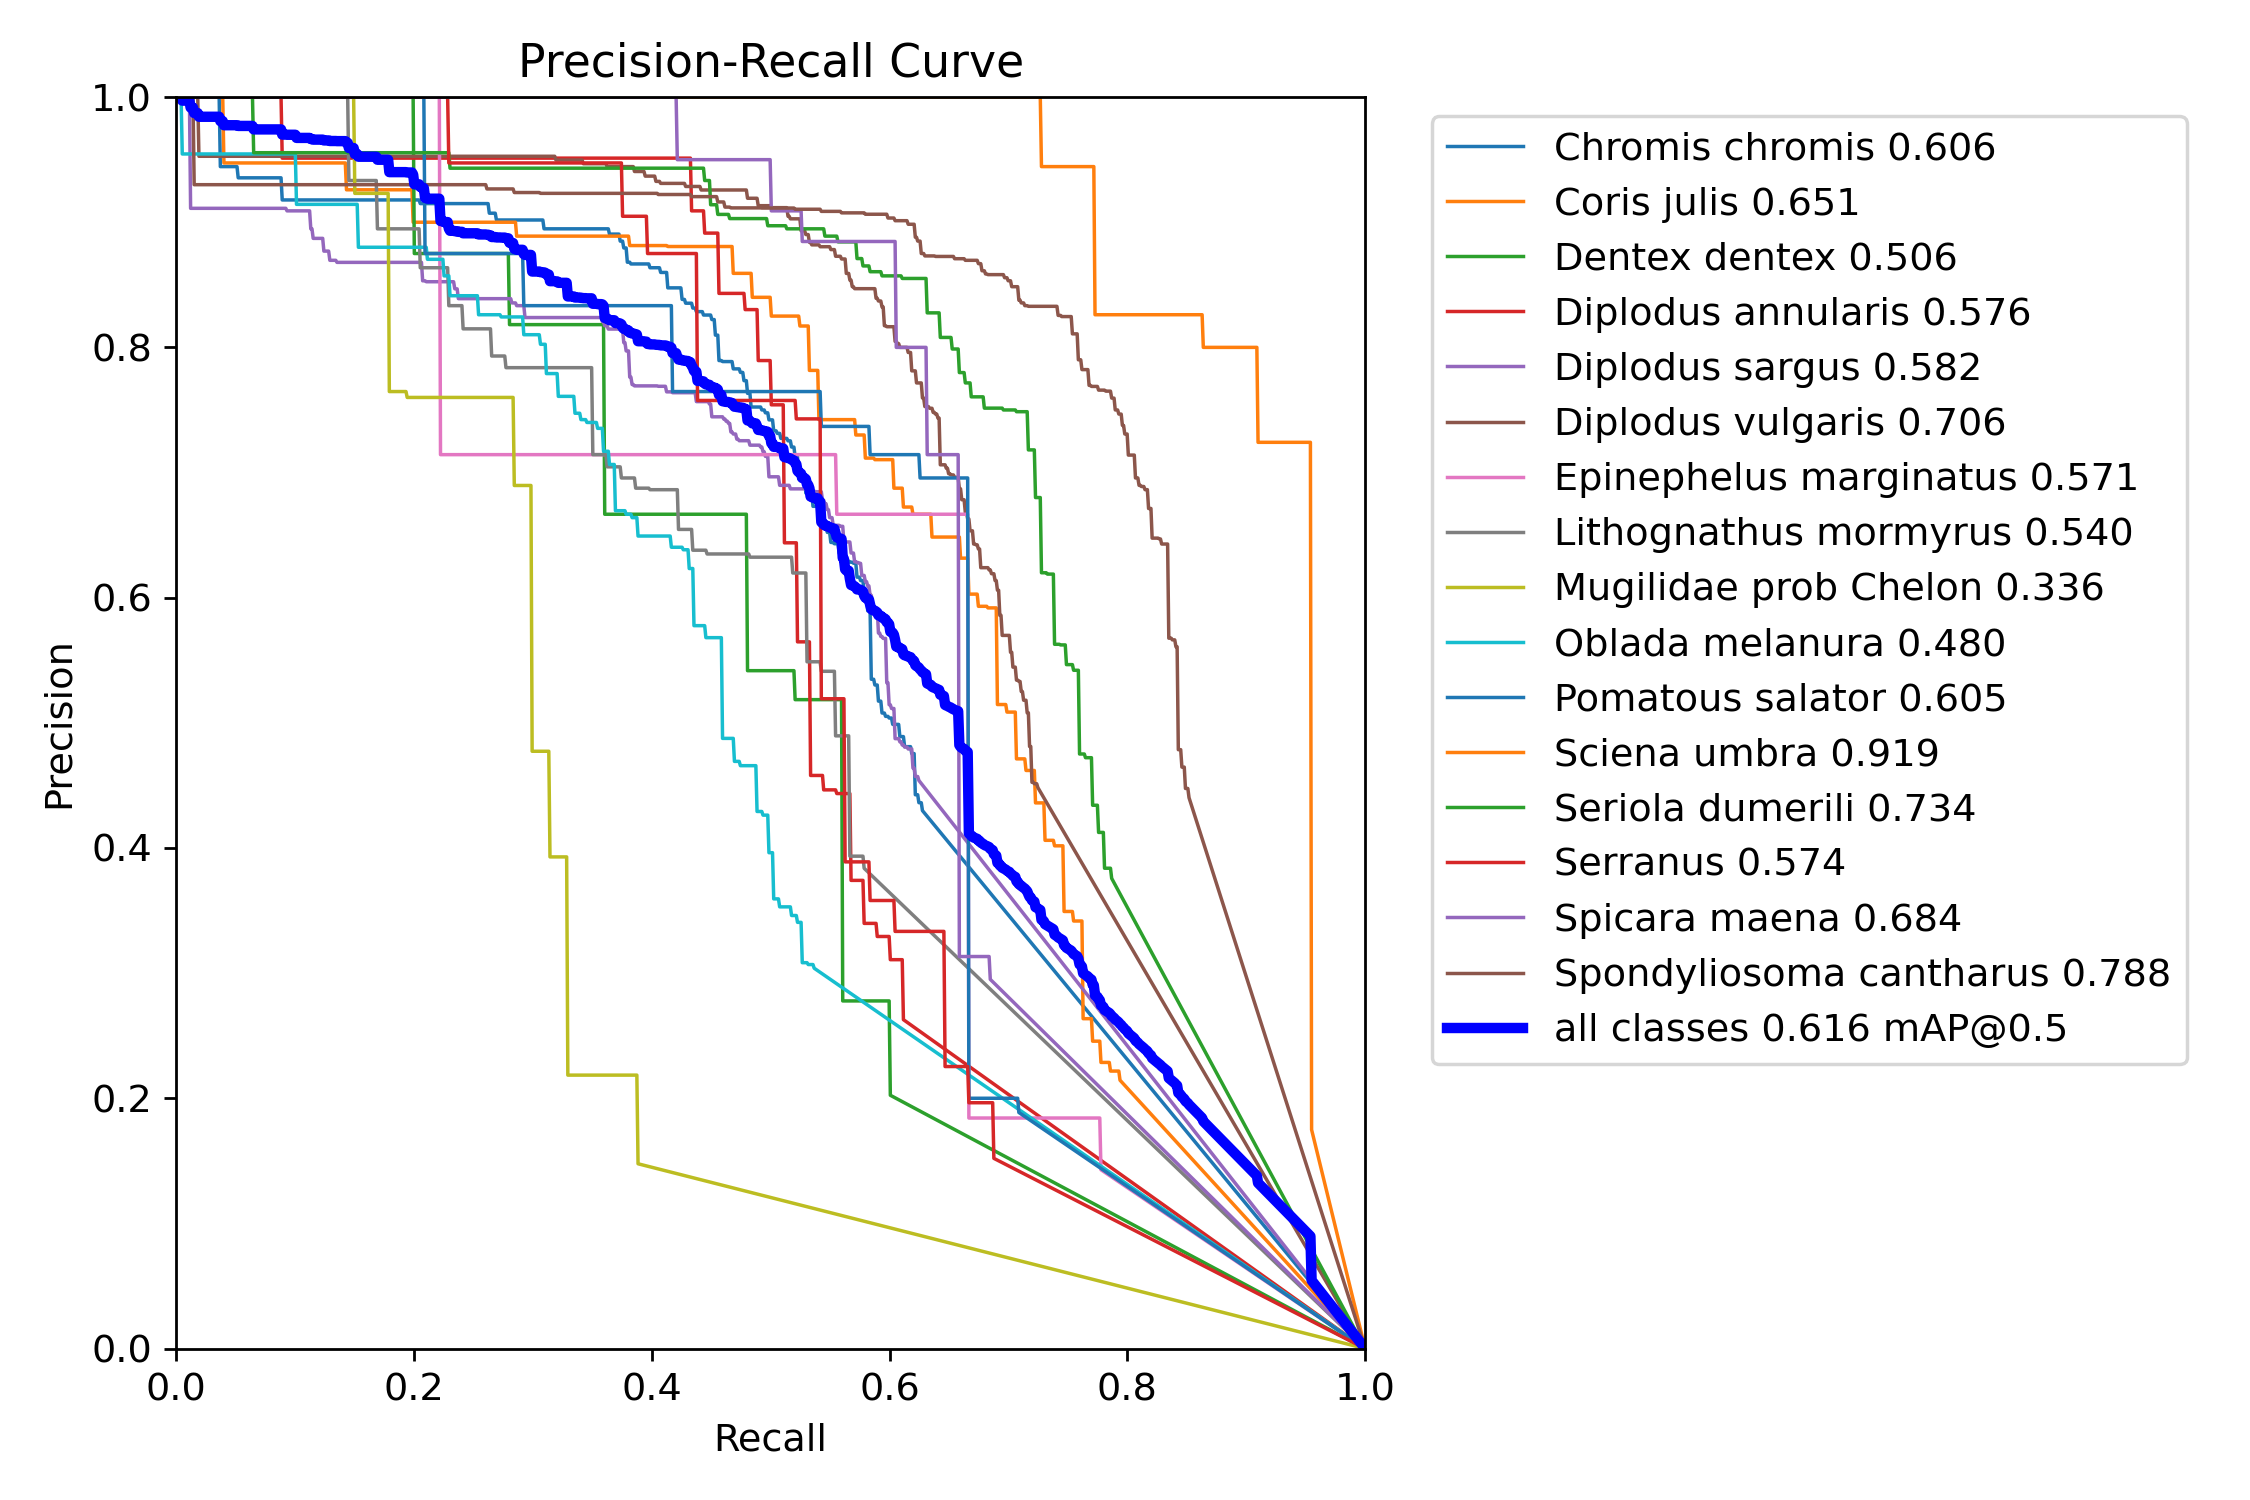 Precision-Recall Curve
1.0
0.8
0.6
0.4
0.2
0.0
Precision
0.0 0.2 0.4 0.6 0.8 1.0
Recall
Chromis chromis 0.606
Coris julis 0.651
Dentex dentex 0.506
Diplodus annularis 0.576
Diplodus sargus 0.582
Diplodus vulgaris 0.706
Epinephelus marginatus 0.571
Lithognathus mormyrus 0.540
Mugilidae prob Chelon 0.336
Oblada melanura 0.480
Pomatous salator 0.605
Sciena umbra 0.919
Seriola dumerili 0.734
Serranus 0.574
Spicara maena 0.684
Spondyliosoma cantharus 0.788
all classes 0.616 mAP@0.5